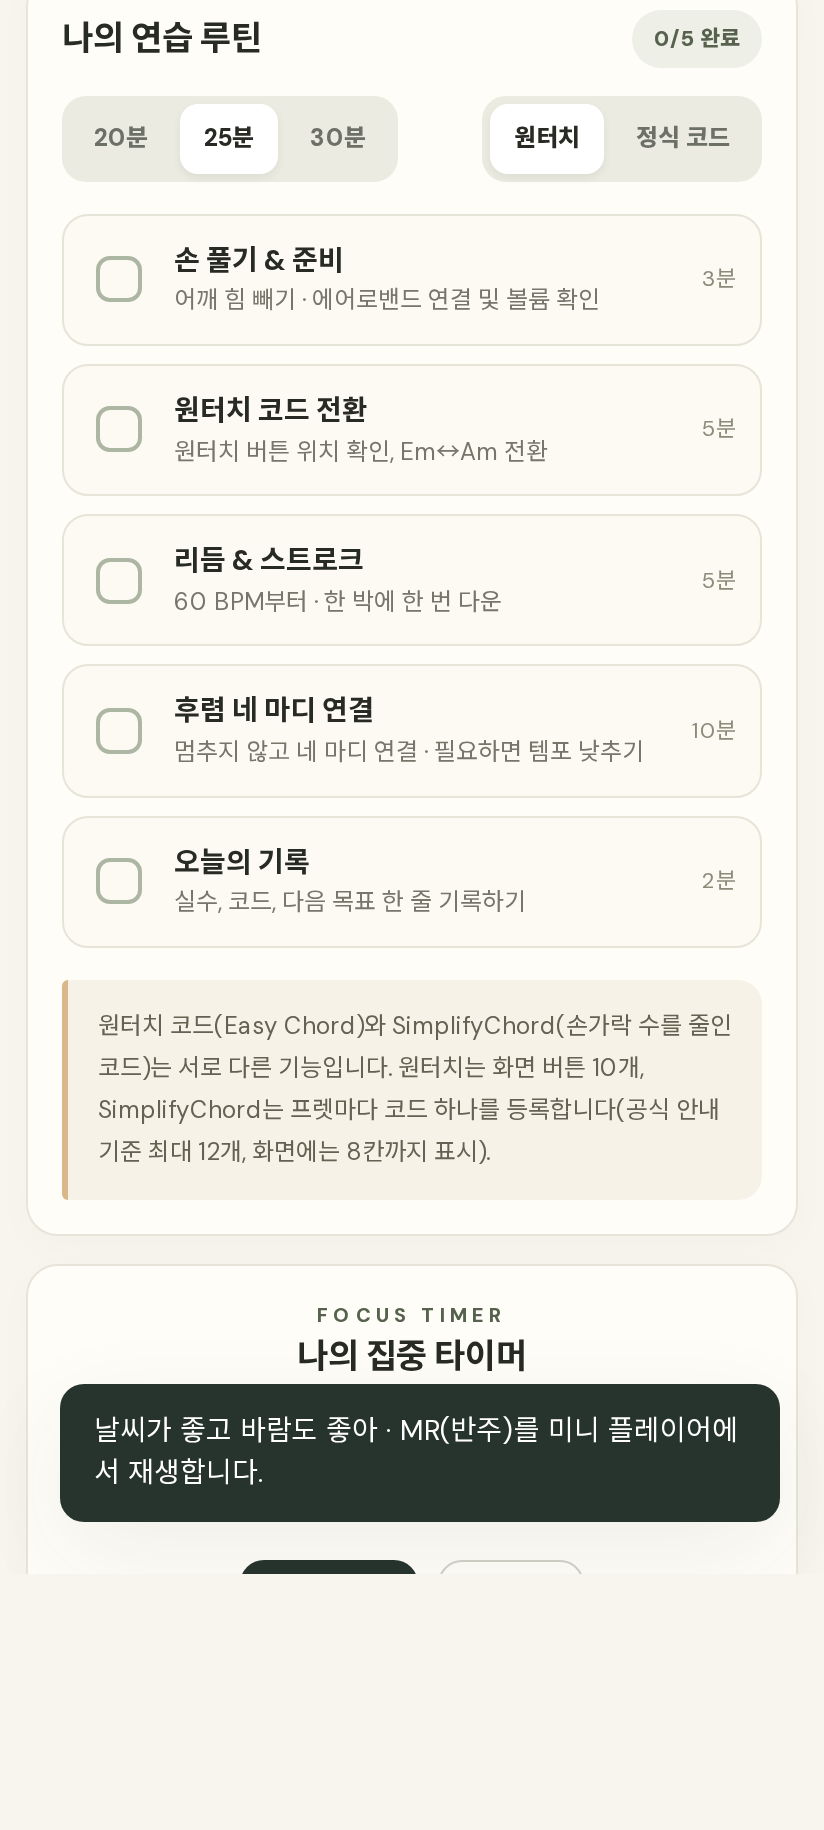 나의 연습 루틴
0/5 완료
20분
25분
30분
원터치
정식 코드
손 풀기 & 준비
어깨 힘 빼기 · 에어로밴드 연결 및 볼륨 확인
3분
원터치 코드 전환
원터치 버튼 위치 확인, Em↔Am 전환
5분
리듬 & 스트로크
60 BPM부터 · 한 박에 한 번 다운
5분
후렴 네 마디 연결
멈추지 않고 네 마디 연결 · 필요하면 템포 낮추기
10분
오늘의 기록
실수, 코드, 다음 목표 한 줄 기록하기
2분
원터치 코드(Easy Chord)와 SimplifyChord(손가락 수를 줄인
코드)는 서로 다른 기능입니다. 원터치는 화면 버튼 10개,
SimplifyChord는 프렛마다 코드 하나를 등록합니다(공식 안내
기준 최대 12개, 화면에는 8칸까지 표시).
FOCUS TIMER
나의 집중 타이머
날씨가 좋고 바람도 좋아 · MR(반주)를 미니 플레이어에
서 재생합니다.